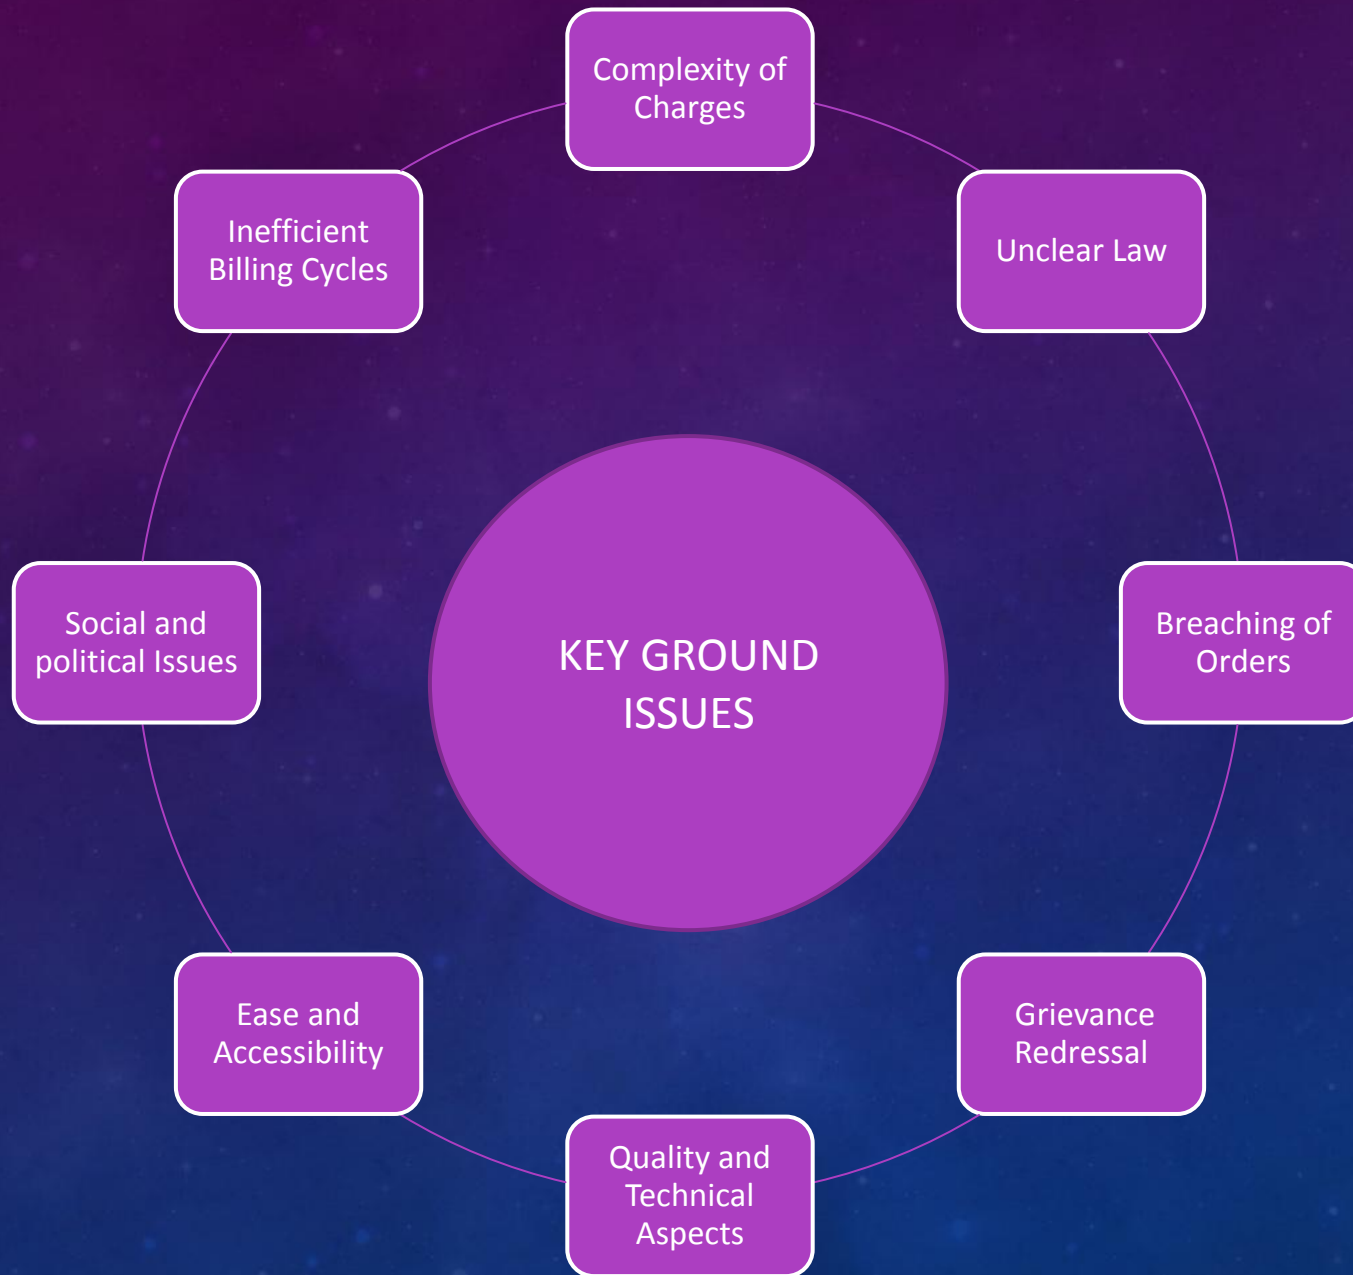 Complexity of
Charges
Unclear Law
Breaching of
Orders
Grievance
Redressal
Quality and
Technical
Aspects
Ease and
Accessibility
Social and
political Issues
Inefficient
Billing Cycles
KEY GROUND
ISSUES